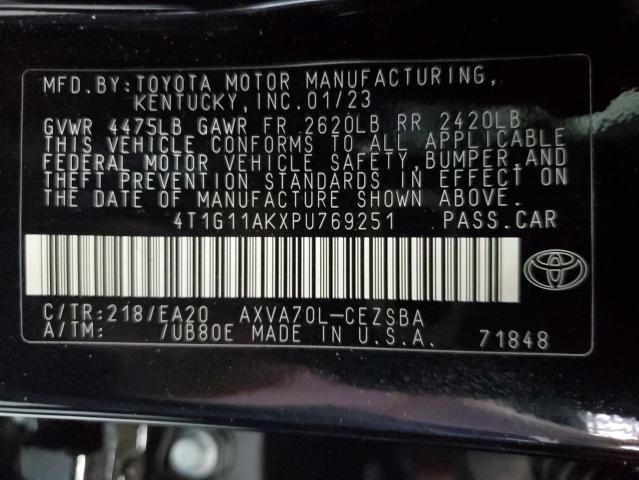 MFD.BY:TOYOTA MOTOR MANUFACTURING,
KENTUCKY,INC.01/23
GVWR 4475LB GAWR FR 2620LB RR 2420LB
THIS VEHICLE CONFORMS TO ALL APPLICABLE
FEDERAL MOTOR VEHICLE SAFETY,BUMPER,AND
THEFT PREVENTION STANDARDS IN EFFECT ON
THE DATE OF MANUFACTURE SHOWN ABOVE.
4T1G11AKXPU769251 PASS.CAR
C/TR:218/EA20 AXVA70L-CEZSBA
A/TM: /UB80E MADE IN U.S.A. 71848